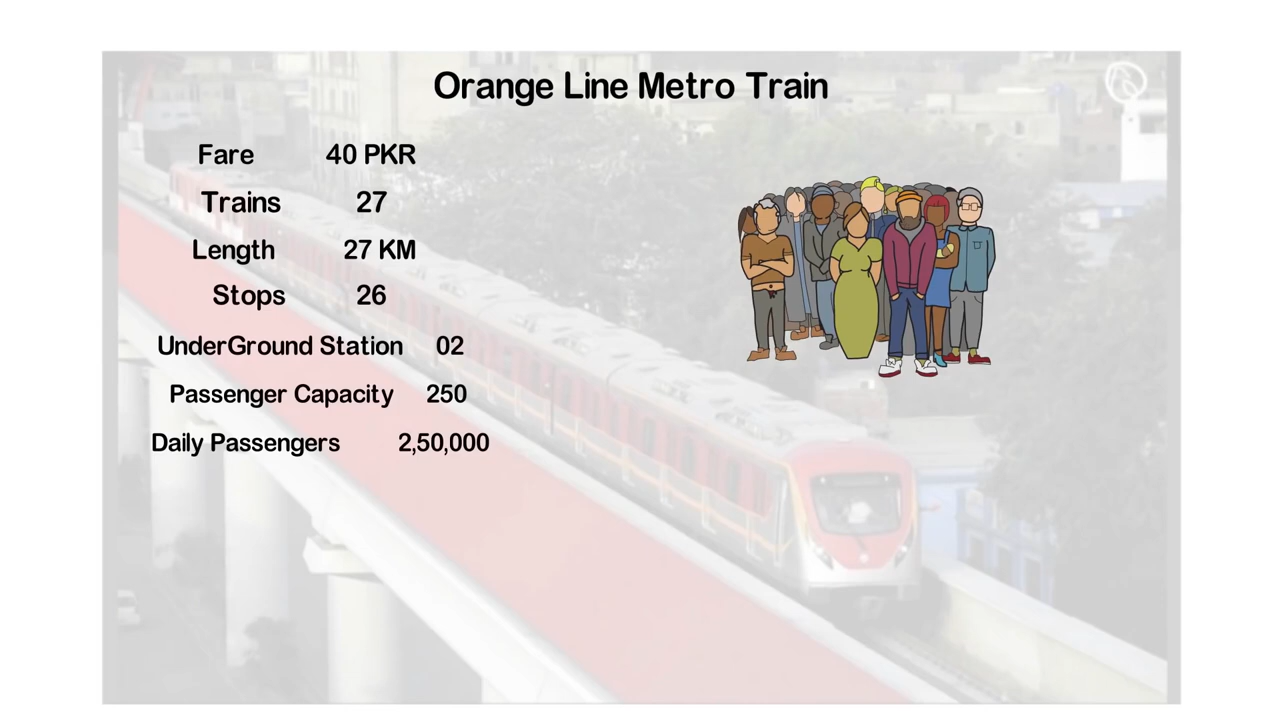 Orange Line Metro Train
Fare 40 PKR
Trains 27
Length 27 KM
Stops 26
UnderGround Station 02
Passenger Capacity 250
Daily Passengers 2,50,000